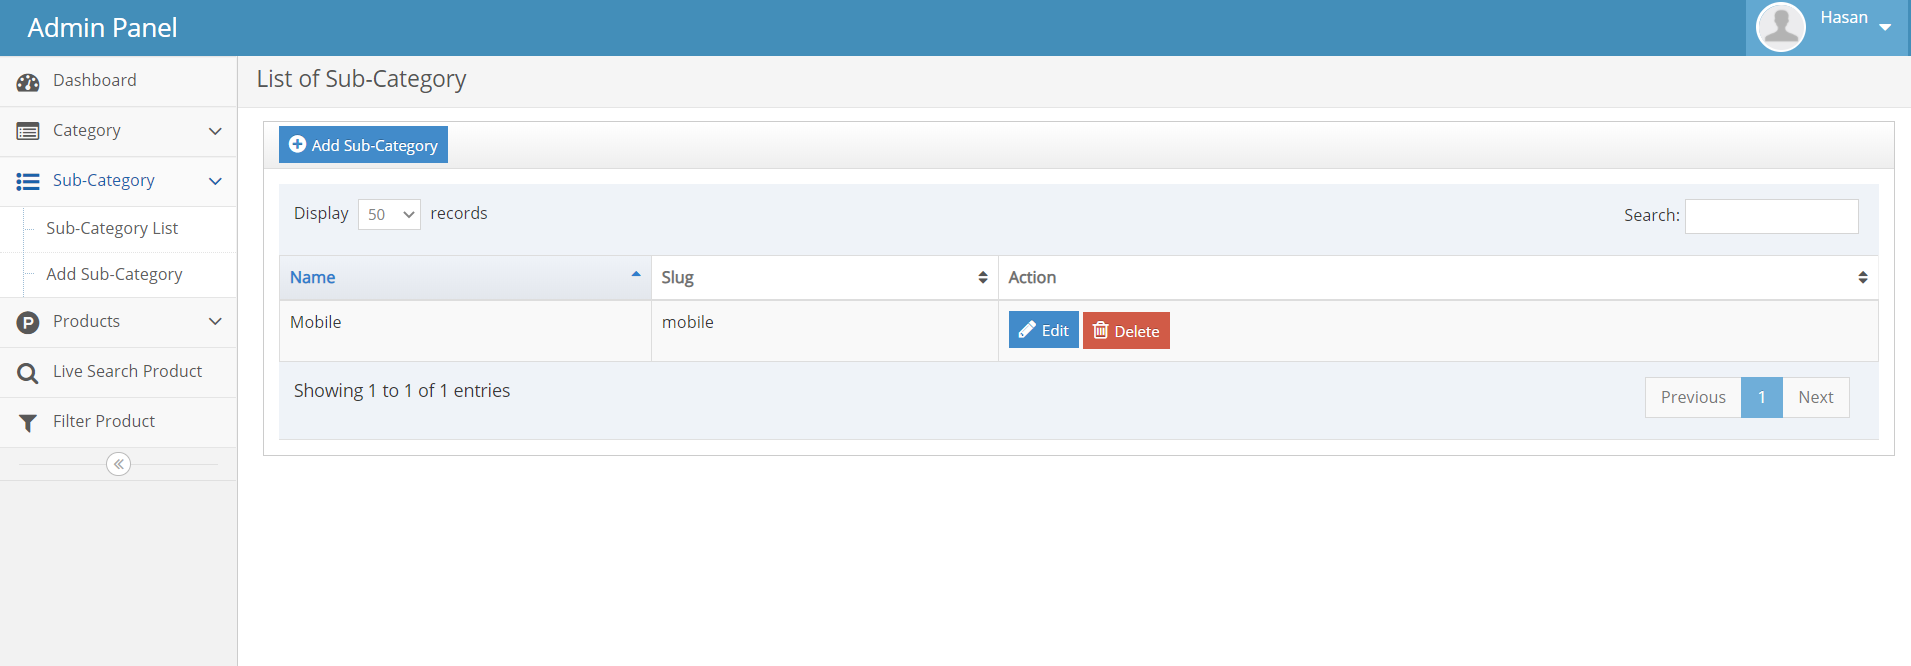 Admin Panel
Hasan
Dashboard
Category
Sub-Category
Sub-Category List
Add Sub-Category
Products
Live Search Product
Filter Product
List of Sub-Category
Add Sub-Category
Display 50 records
Search:
Name Slug Action
Mobile mobile Edit Delete
Showing 1 to 1 of 1 entries
Previous 1 Next